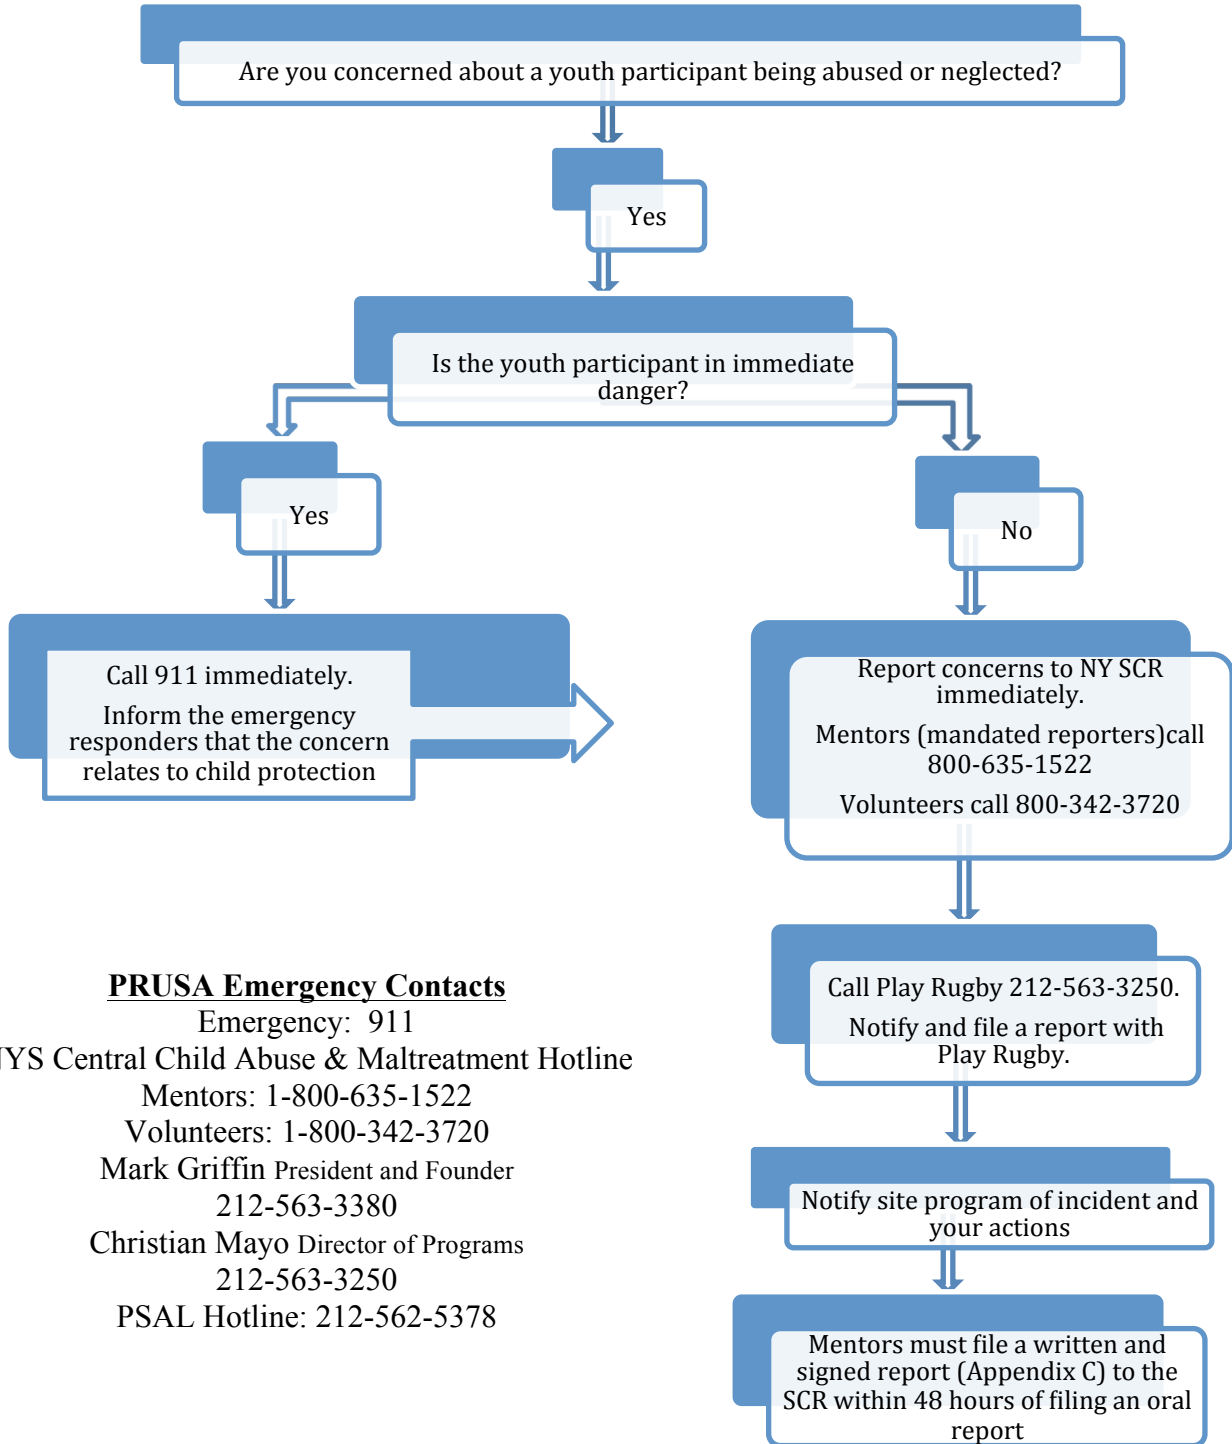 Are you concerned about a youth participant being abused or neglected?
Yes
Is the youth participant in immediate
danger?
Yes
No
Call 911 immediately.
Inform the emergency
responders that the concern
relates to child protection
Report concerns to NY SCR
immediately.
Mentors (mandated reporters)call
800-635-1522
Volunteers call 800-342-3720
Call Play Rugby 212-563-3250.
Notify and file a report with
Play Rugby.
Notify site program of incident and
your actions
Mentors must file a written and
signed report (Appendix C) to the
SCR within 48 hours of filing an oral
report
PRUSA Emergency Contacts
Emergency: 911
NYS Central Child Abuse & Maltreatment Hotline
Mentors: 1-800-635-1522
Volunteers: 1-800-342-3720
Mark Griffin President and Founder
212-563-3380
Christian Mayo Director of Programs
212-563-3250
PSAL Hotline: 212-562-5378